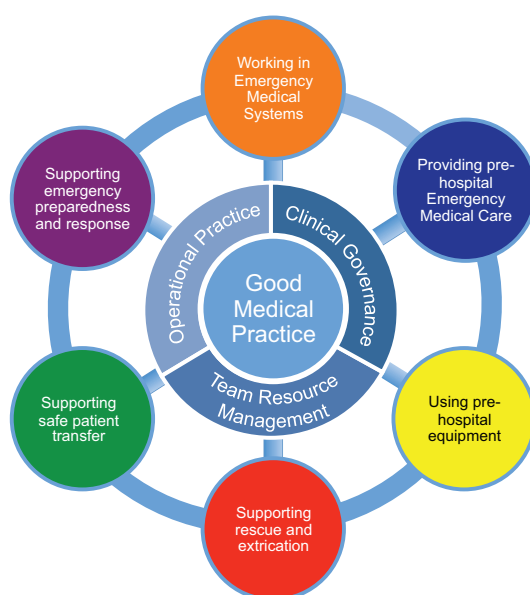 Working in
Emergency
Medical
Systems
Providing pre-
hospital
Emergency
Medical Care
Using pre-
hospital
equipment
Supporting
rescue and
extrication
Supporting
safe patient
transfer
Supporting
emergency
preparedness
and response
Operational Practice
Clinical Governance
Team Resource
Management
Good
Medical
Practice